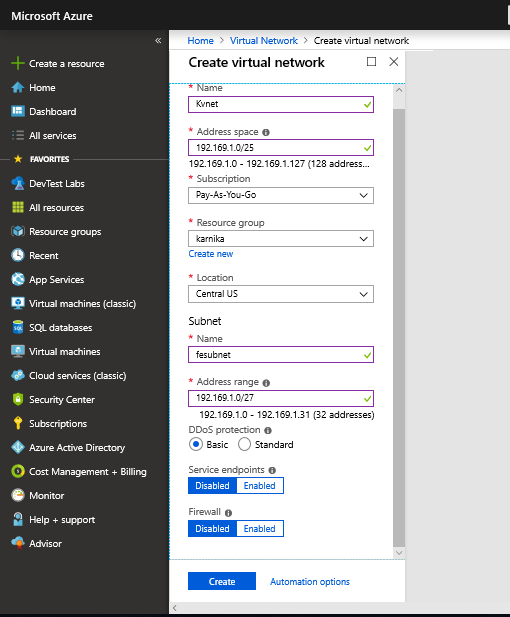 Microsoft Azure
«
Create a resource
Home
Dashboard
All services
FAVORITES
DevTest Labs
All resources
Resource groups
Recent
App Services
Virtual machines (classic)
SQL databases
Virtual machines
Cloud services (classic)
Security Center
Subscriptions
Azure Active Directory
Cost Management + Billing
Monitor
Help + support
Advisor
Home > Virtual Network > Create virtual network
Create virtual network
* Name
Kvnet
* Address space
192.169.1.0/25
192.169.1.0 - 192.169.1.127 (128 address...
* Subscription
Pay-As-You-Go
* Resource group
karnika
Create new
* Location
Central US
Subnet
* Name
fesubnet
* Address range
192.169.1.0/27
192.169.1.0 - 192.169.1.31 (32 addresses)
DDoS protection
Basic Standard
Service endpoints
Disabled Enabled
Firewall
Disabled Enabled
Create Automation options